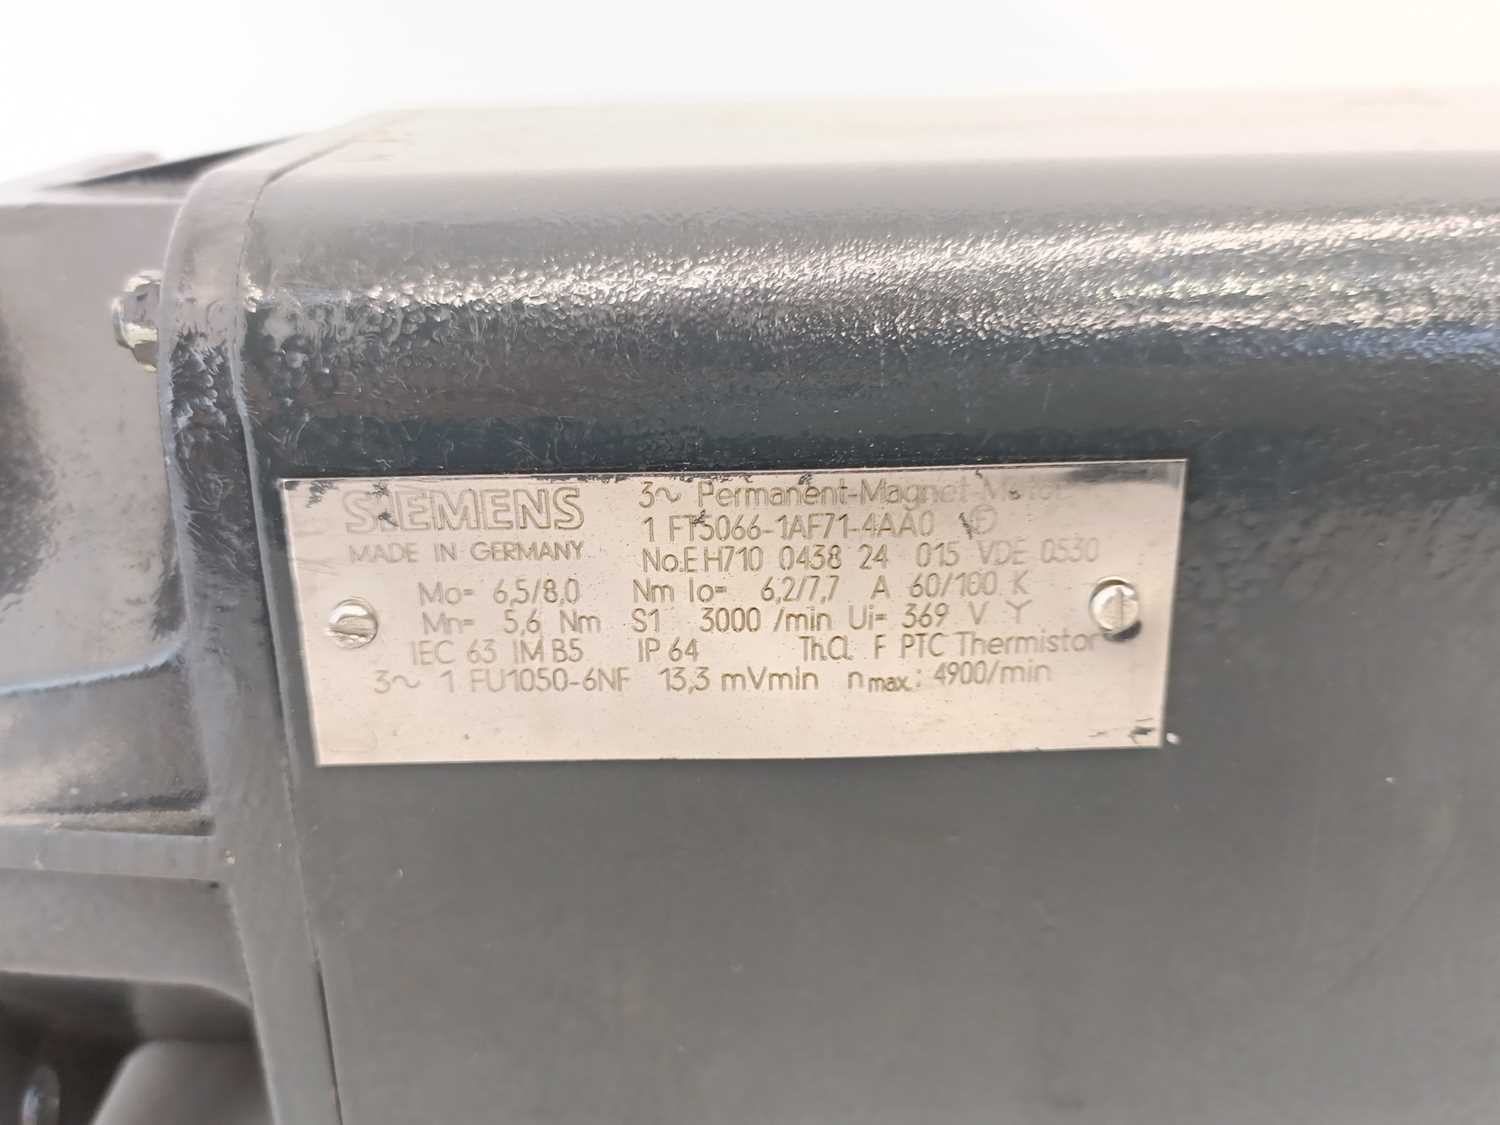 SIEMENS
MADE IN GERMANY
3~ Permanent-Magnet-Motor
1 FT5066-1AF71-4AA0
No.EH710 0438 24 015 VDE 0530
Mo= 6,5/8,0 Nm Io= 6,2/7,7 A 60/100 K
Mn= 5,6 Nm S1 3000 /min Ui= 369 V Y
IEC 63 IM B5 IP 64 Th.Cl. F PTC Thermistor
3~ 1 FU1050-6NF 13,3 mVmin nmax.: 4900/min